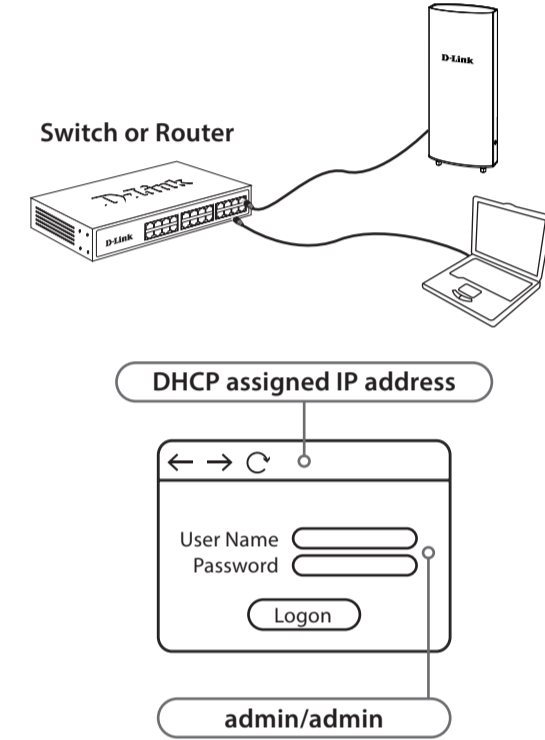 D-Link
Switch or Router
D-Link
D-Link
DHCP assigned IP address
User Name
Password
Logon
admin/admin